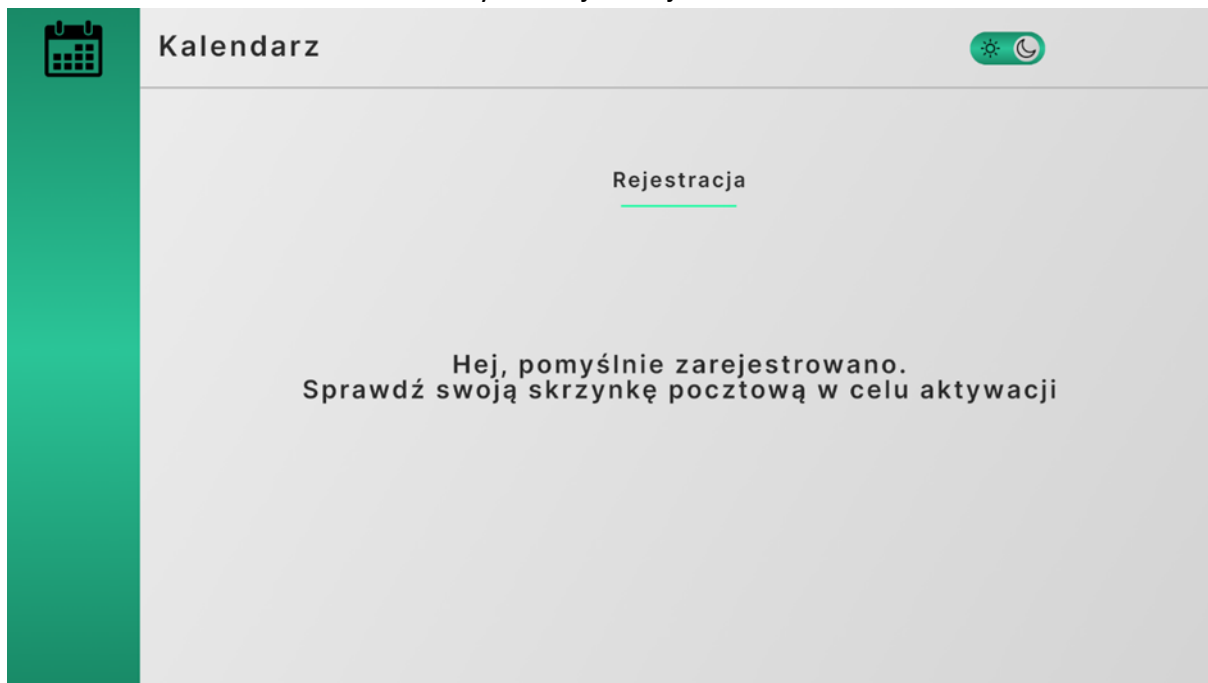 Kalendarz
Rejestracja
Hej, pomyślnie zarejestrowano.
Sprawdź swoją skrzynkę pocztową w celu aktywacji